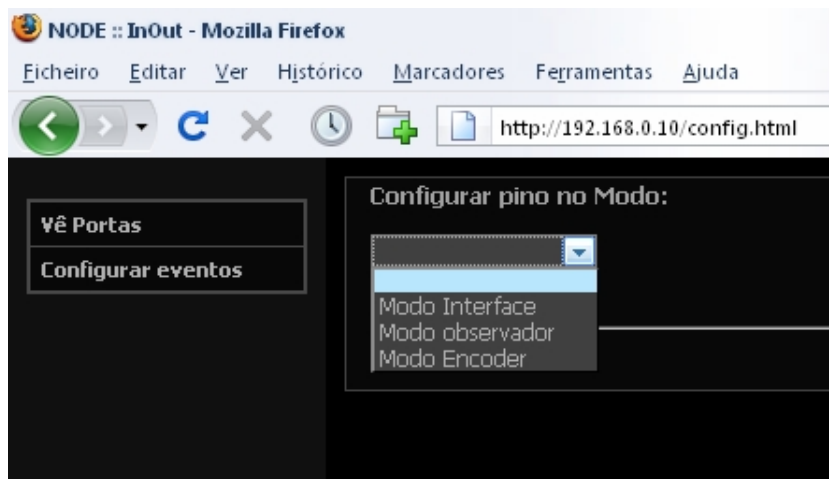 NODE :: InOut - Mozilla Firefox
Ficheiro Editar Ver Histórico Marcadores Ferramentas Ajuda
http://192.168.0.10/config.html
Vê Portas
Configurar eventos
Configurar pino no Modo:
Modo Interface
Modo observador
Modo Encoder